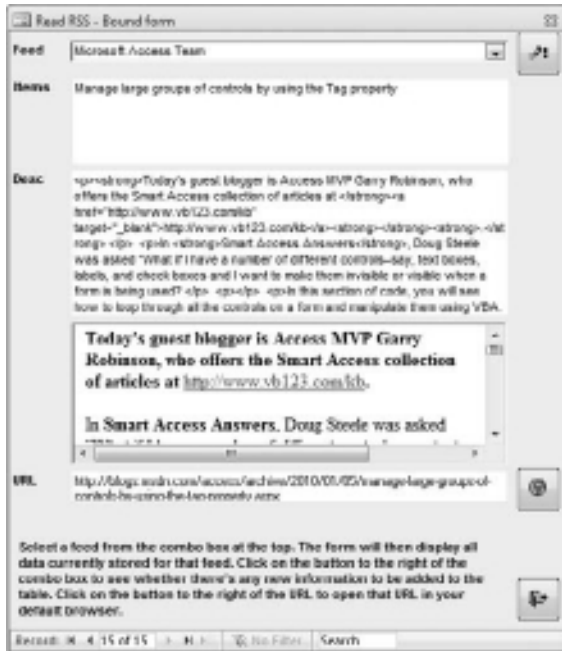 Read RSS - Bound form
Feed
Microsoft Access Team
Items
Manage large groups of controls by using the Tag property
Desc
<p><strong>Today's guest blogger is Access MVP Garry Robinson, who
offers the Smart Access collection of articles at </strong><a
href="http://www.vb123.com/kb"
target="_blank">http://www.vb123.com/kb</a><strong></strong><strong>.</st
rong> </p> <p>In <strong>Smart Access Answers</strong>, Doug Steele
was asked "What if I have a number of different controls—say, text boxes,
labels, and check boxes and I want to make them invisible or visible when a
form is being used? </p> <p></p> <p>In this section of code, you will see
how to loop through all the controls on a form and manipulate them using VBA.
Today's guest blogger is Access MVP Garry
Robinson, who offers the Smart Access collection
of articles at http://www.vb123.com/kb.
In Smart Access Answers, Doug Steele was asked
URL
http://blogs.msdn.com/access/archive/2010/01/05/manage-large-groups-of-
controls-by-using-the-tag-property.aspx
Select a feed from the combo box at the top. The form will then display all
data currently stored for that feed. Click on the button to the right of the
combo box to see whether there's any new information to be added to the
table. Click on the button to the right of the URL to open that URL in your
default browser.
Record: 15 of 15 No Filter Search